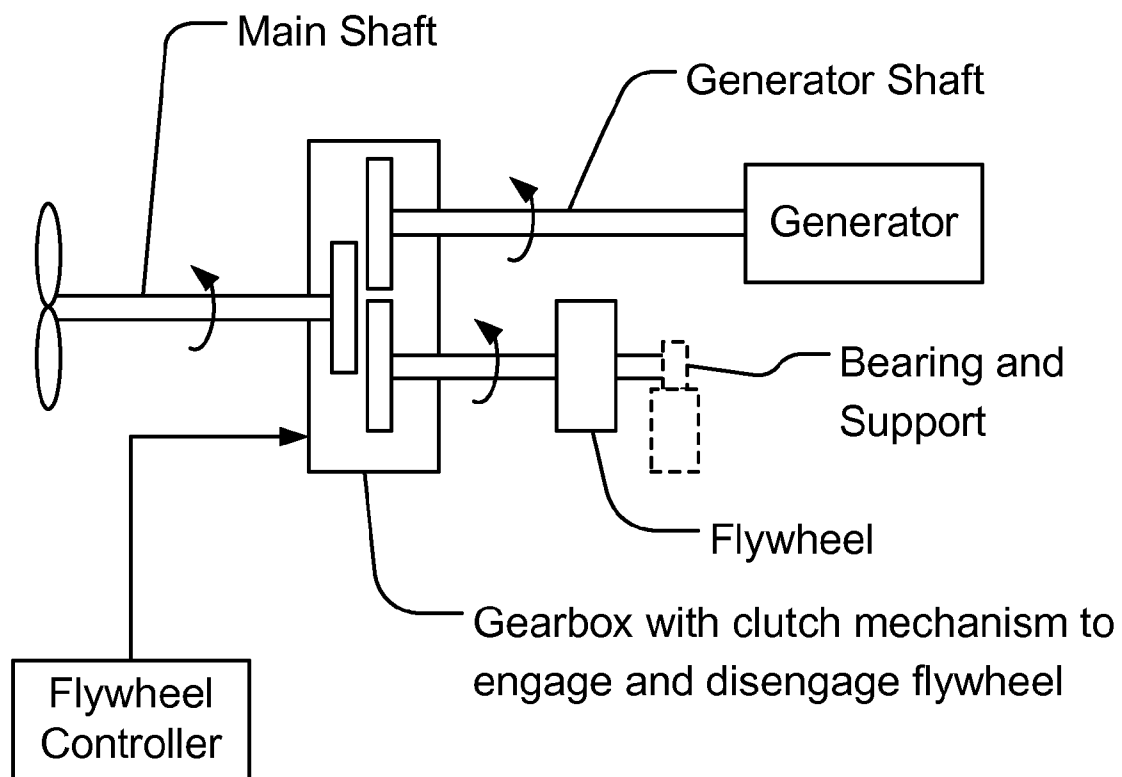 Main Shaft
Generator Shaft
Generator
Bearing and
Support
Flywheel
Gearbox with clutch mechanism to
engage and disengage flywheel
Flywheel
Controller